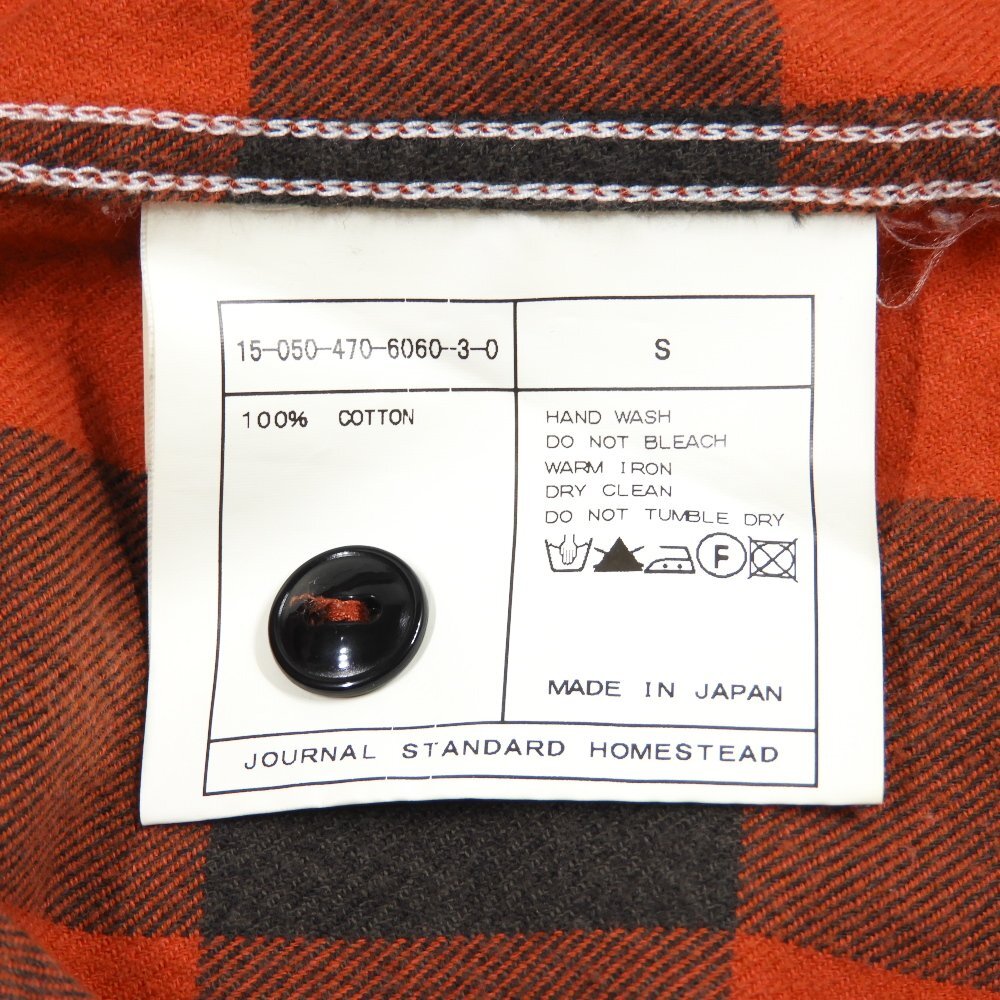 15-050-470-6060-3-0
S
100% COTTON
HAND WASH
DO NOT BLEACH
WARM IRON
DRY CLEAN
DO NOT TUMBLE DRY
F
MADE IN JAPAN
JOURNAL STANDARD HOMESTEAD